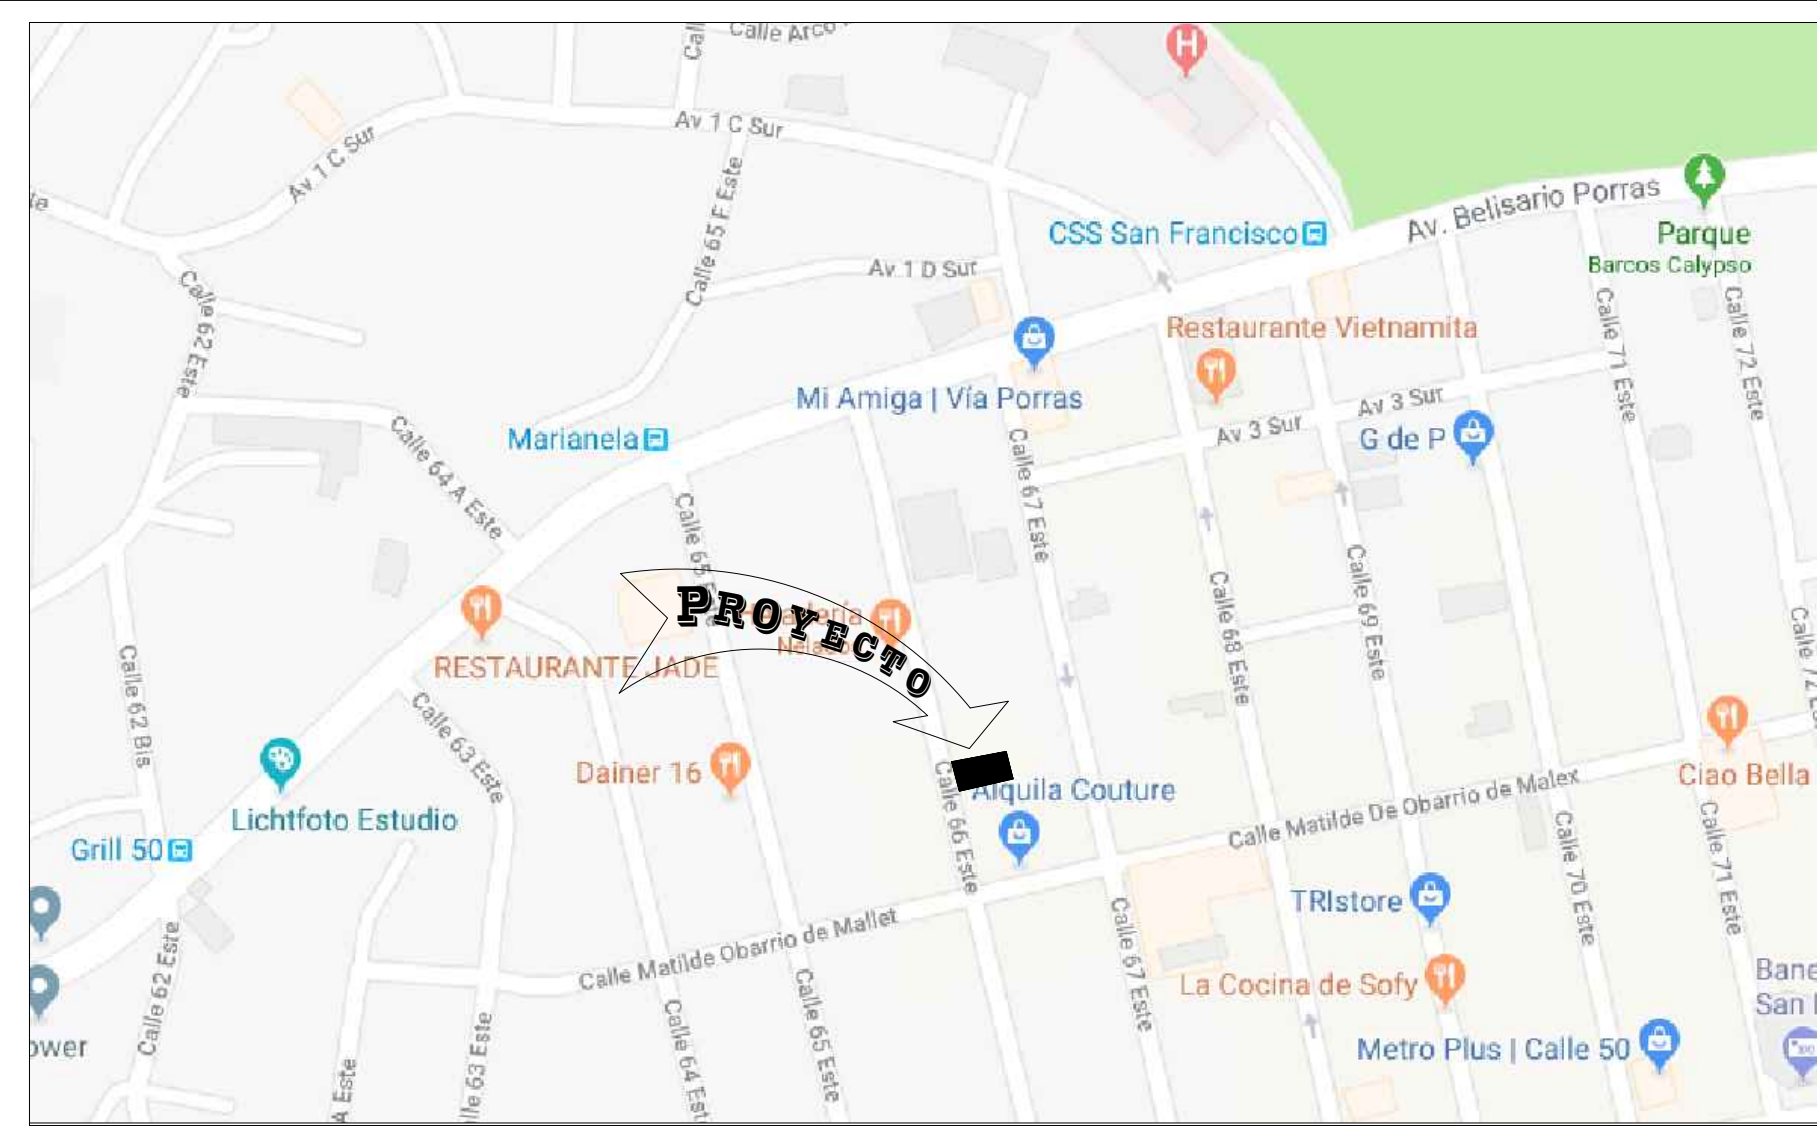 Calle Arco
Av 1 C Sur
Av 1 C Sur
Calle 65 F Este
CSS San Francisco
Av. Belisario Porras
Parque
Barcos Calypso
Av 1 D Sur
Calle 62 Este
Restaurante Vietnamita
Calle 71 Este
Calle 72 Este
Mi Amiga | Vía Porras
Marianela
Av 3 Sur
Av 3 Sur
G de P
Calle 64 A Este
Calle 67 Este
Calle 65
PROYECTO
Calle 68 Este
Calle 69 Este
RESTAURANTE JADE
Calle 62 Bis
Calle 63 Este
Dainer 16
Calle 66 Este
Alquila Couture
Calle Matilde De Obarrio de Malex
Ciao Bella
Lichtfoto Estudio
Grill 50
Calle 70 Este
Calle 71 Este
TRIstore
Calle Matilde Obarrio de Mallet
Calle 67 Este
La Cocina de Sofy
Calle 62 Este
Calle 64 Est
Calle 65 Este
lle 63 Este
A Este
Metro Plus | Calle 50
Bane
San
ower